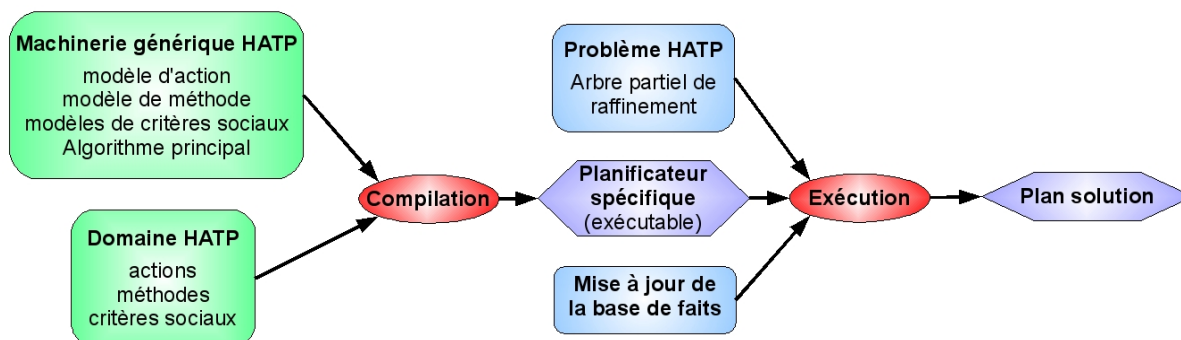 Machinerie générique HATP
modèle d'action
modèle de méthode
modèles de critères sociaux
Algorithme principal
Domaine HATP
actions
méthodes
critères sociaux
Compilation
Problème HATP
Arbre partiel de
raffinement
Planificateur
spécifique
(exécutable)
Mise à jour de
la base de faits
Exécution
Plan solution